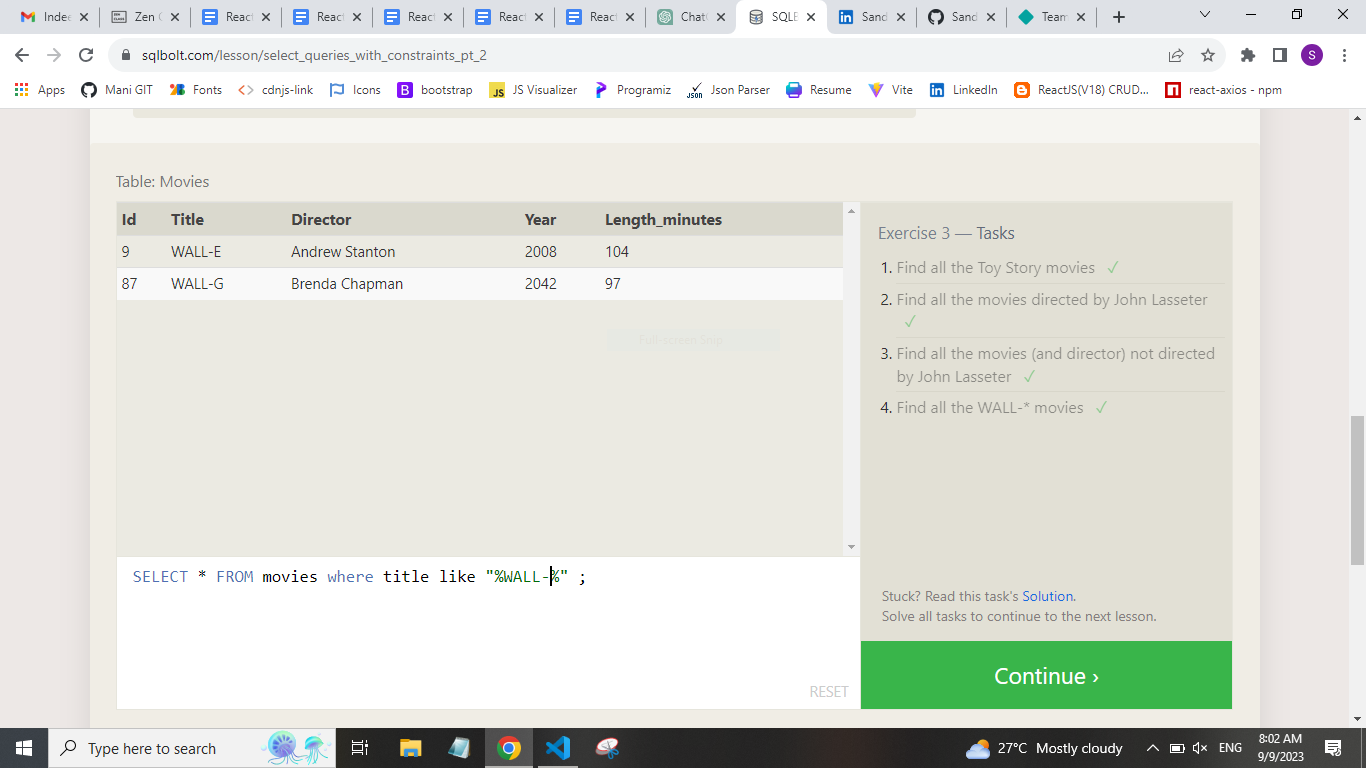 Indee
Zen C
React
React
React
React
React
Chat
SQLB
Sand
Sand
Team
sqlbolt.com/lesson/select_queries_with_constraints_pt_2
S
Apps
Mani GIT
Fonts
cdnjs-link
Icons
bootstrap
JS Visualizer
Programiz
Json Parser
Resume
Vite
LinkedIn
ReactJS(V18) CRUD...
react-axios - npm
Table: Movies
Id Title Director Year Length_minutes
9 WALL-E Andrew Stanton 2008 104
87 WALL-G Brenda Chapman 2042 97
Full-screen Snip
Exercise 3 — Tasks
1. Find all the Toy Story movies ✓
2. Find all the movies directed by John Lasseter
✓
3. Find all the movies (and director) not directed
by John Lasseter ✓
4. Find all the WALL-* movies ✓
SELECT * FROM movies where title like "%WALL-%" ;
RESET
Stuck? Read this task's Solution.
Solve all tasks to continue to the next lesson.
Continue ›
Type here to search
27°C Mostly cloudy
ENG
8:02 AM
9/9/2023